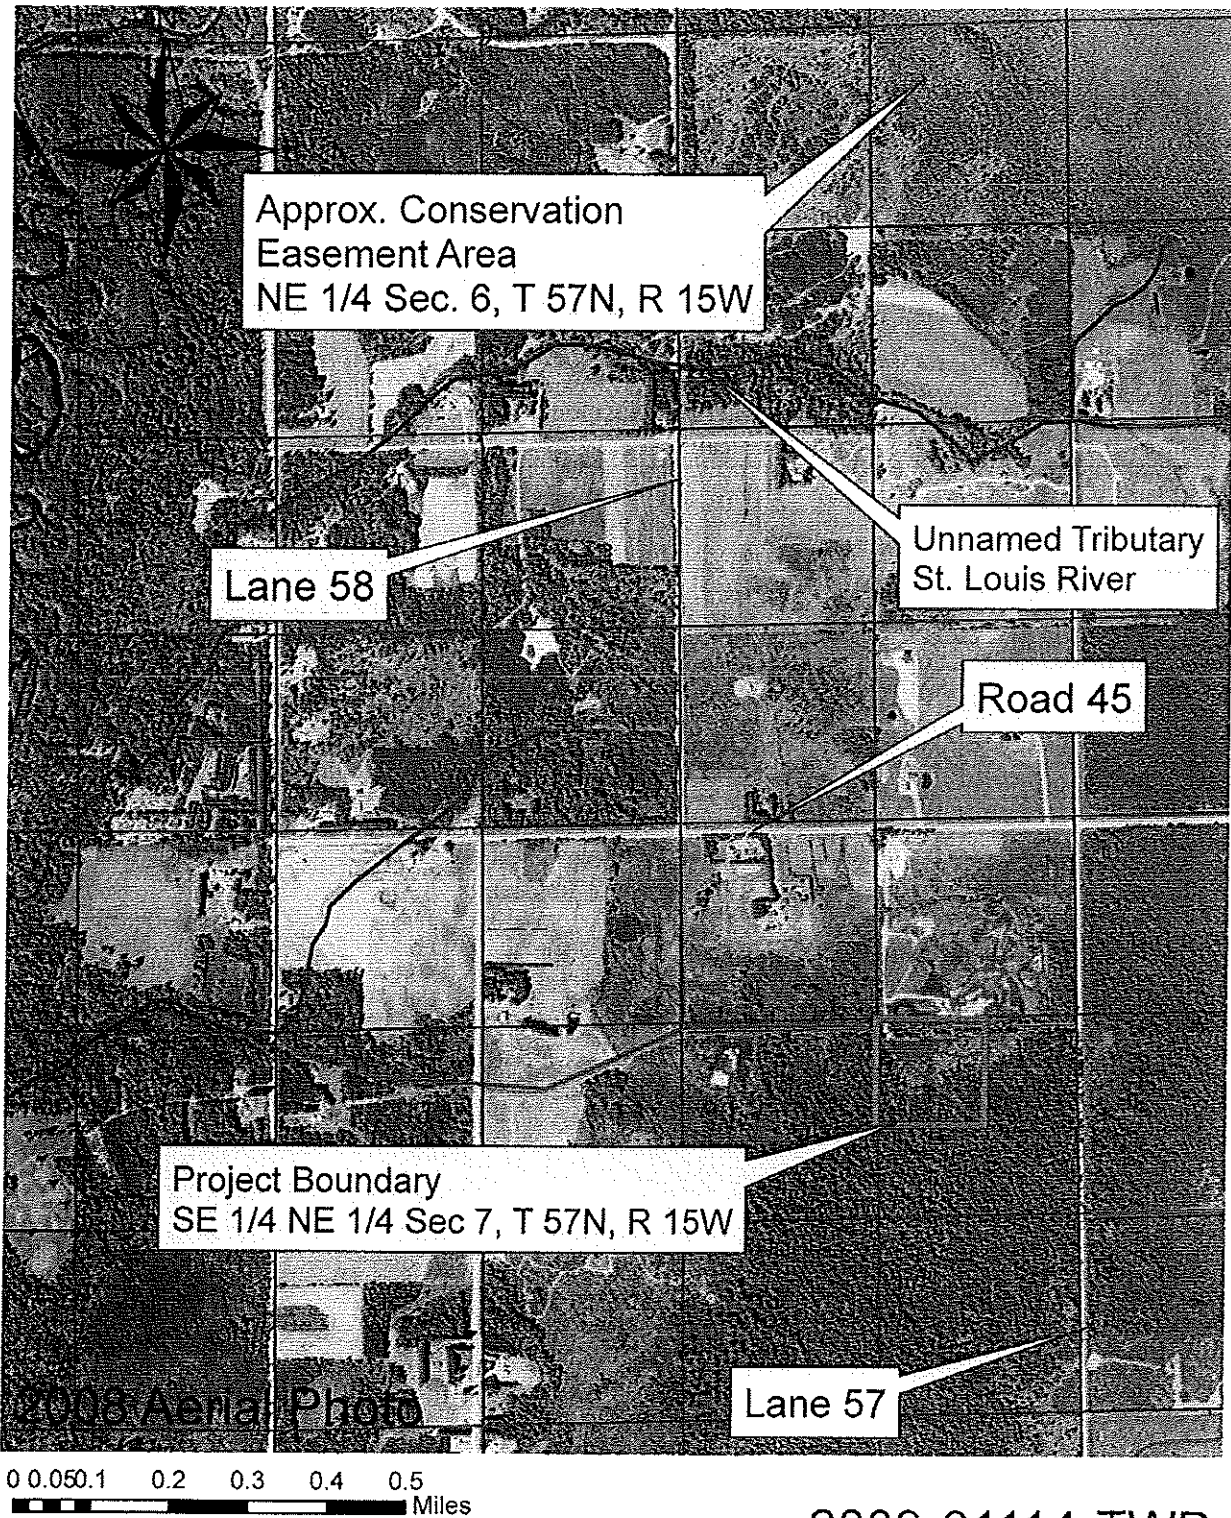 Approx. Conservation
Easement Area
NE 1/4 Sec. 6, T 57N, R 15W
Unnamed Tributary
St. Louis River
Lane 58
Road 45
Project Boundary
SE 1/4 NE 1/4 Sec 7, T 57N, R 15W
Lane 57
2008 Aerial Photo
0 0.050.1 0.2 0.3 0.4 0.5
Miles